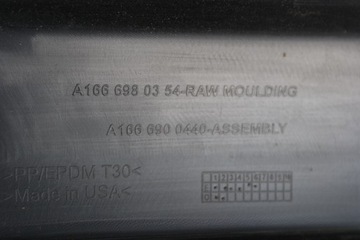 A166 698 03 54-RAW MOULDING
A166 690 0440-ASSEMBLY
>PP/EPDM T30<
>Made in USA<